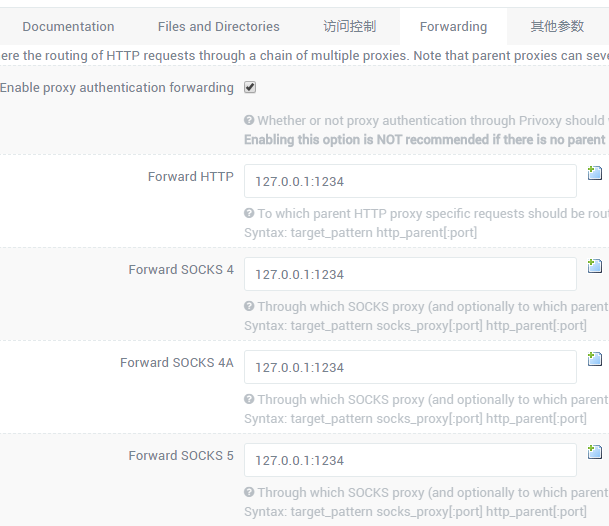 Documentation
Files and Directories
访问控制
Forwarding
其他参数
ere the routing of HTTP requests through a chain of multiple proxies. Note that parent proxies can seve
Enable proxy authentication forwarding
Whether or not proxy authentication through Privoxy should
Enabling this option is NOT recommended if there is no parent
Forward HTTP
127.0.0.1:1234
To which parent HTTP proxy specific requests should be rout
Syntax: target_pattern http_parent[:port]
Forward SOCKS 4
127.0.0.1:1234
Through which SOCKS proxy (and optionally to which parent
Syntax: target_pattern socks_proxy[:port] http_parent[:port]
Forward SOCKS 4A
127.0.0.1:1234
Through which SOCKS proxy (and optionally to which parent
Syntax: target_pattern socks_proxy[:port] http_parent[:port]
Forward SOCKS 5
127.0.0.1:1234
Through which SOCKS proxy (and optionally to which parent
Syntax: target_pattern socks_proxy[:port] http_parent[:port]